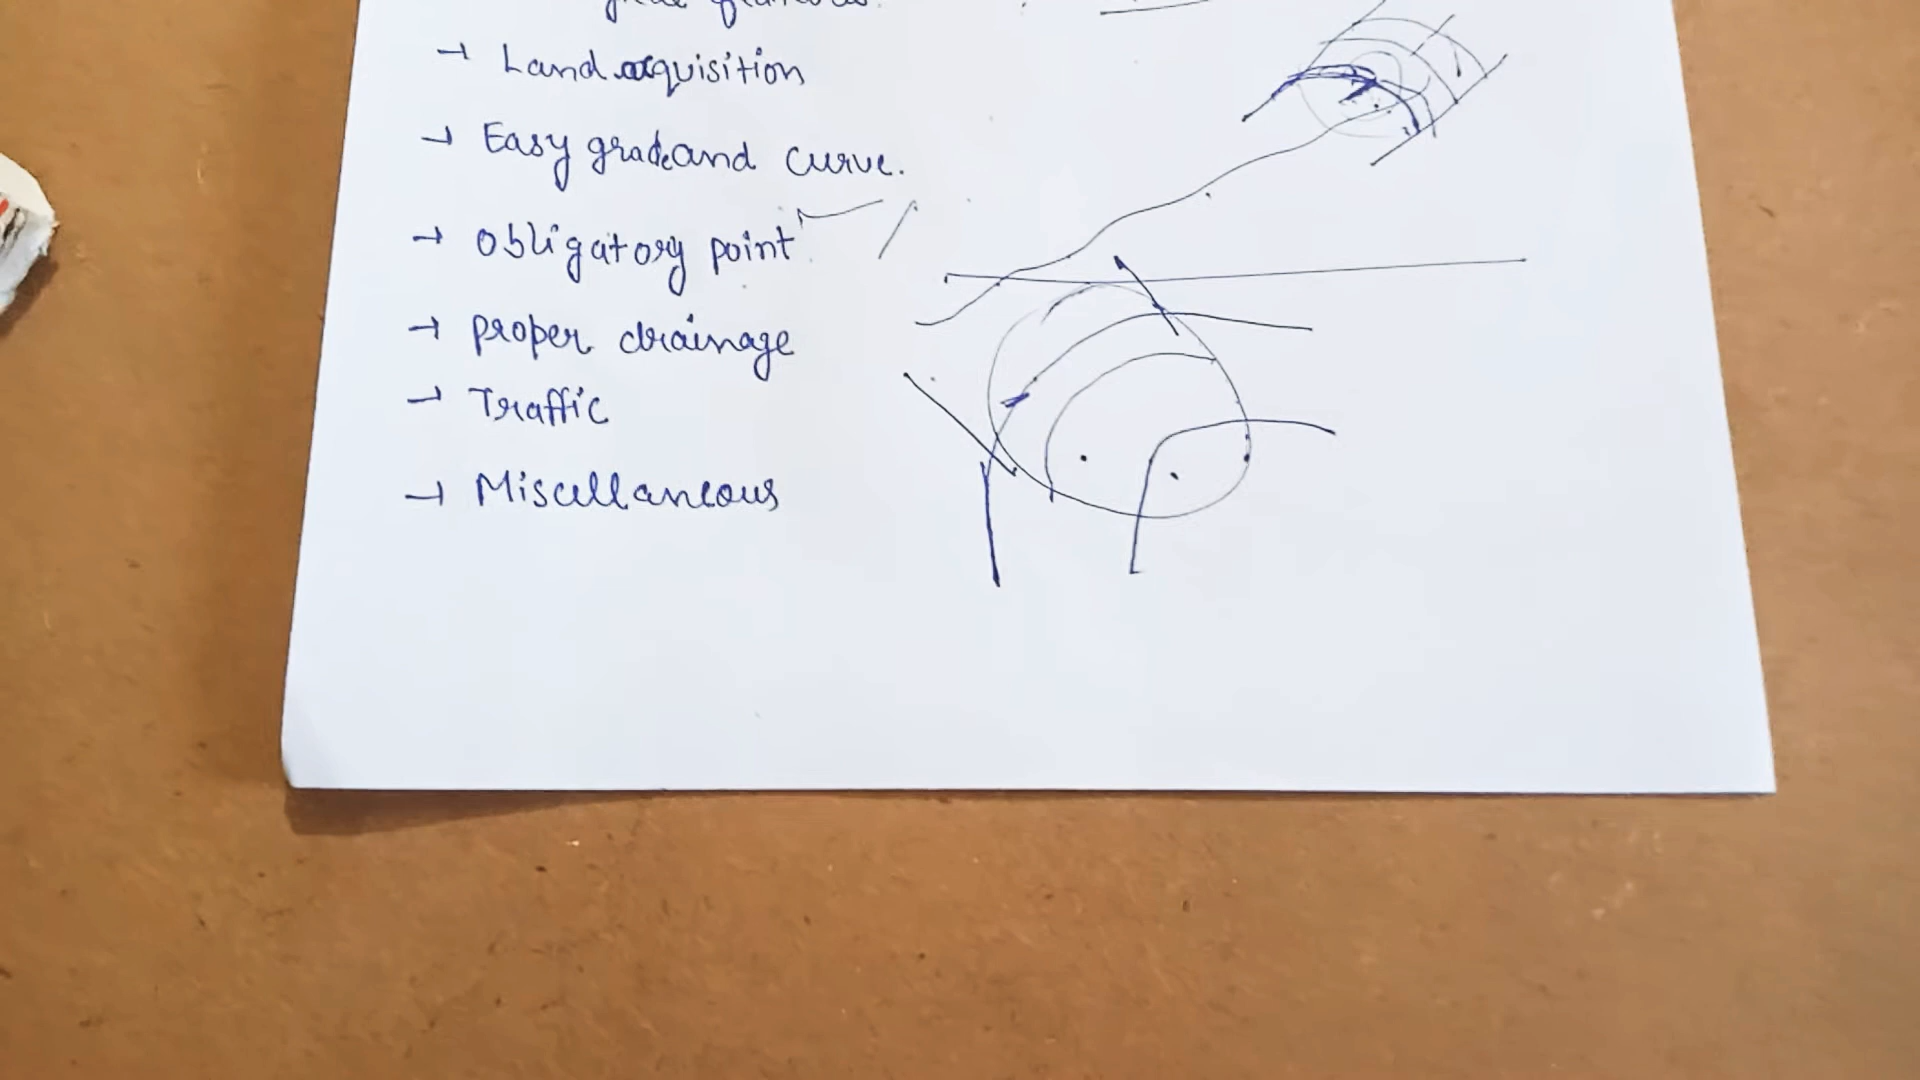 → Land acquisition
→ Easy grade and curve.
→ Obligatory point
→ proper drainage
→ Traffic
→ Miscellaneous